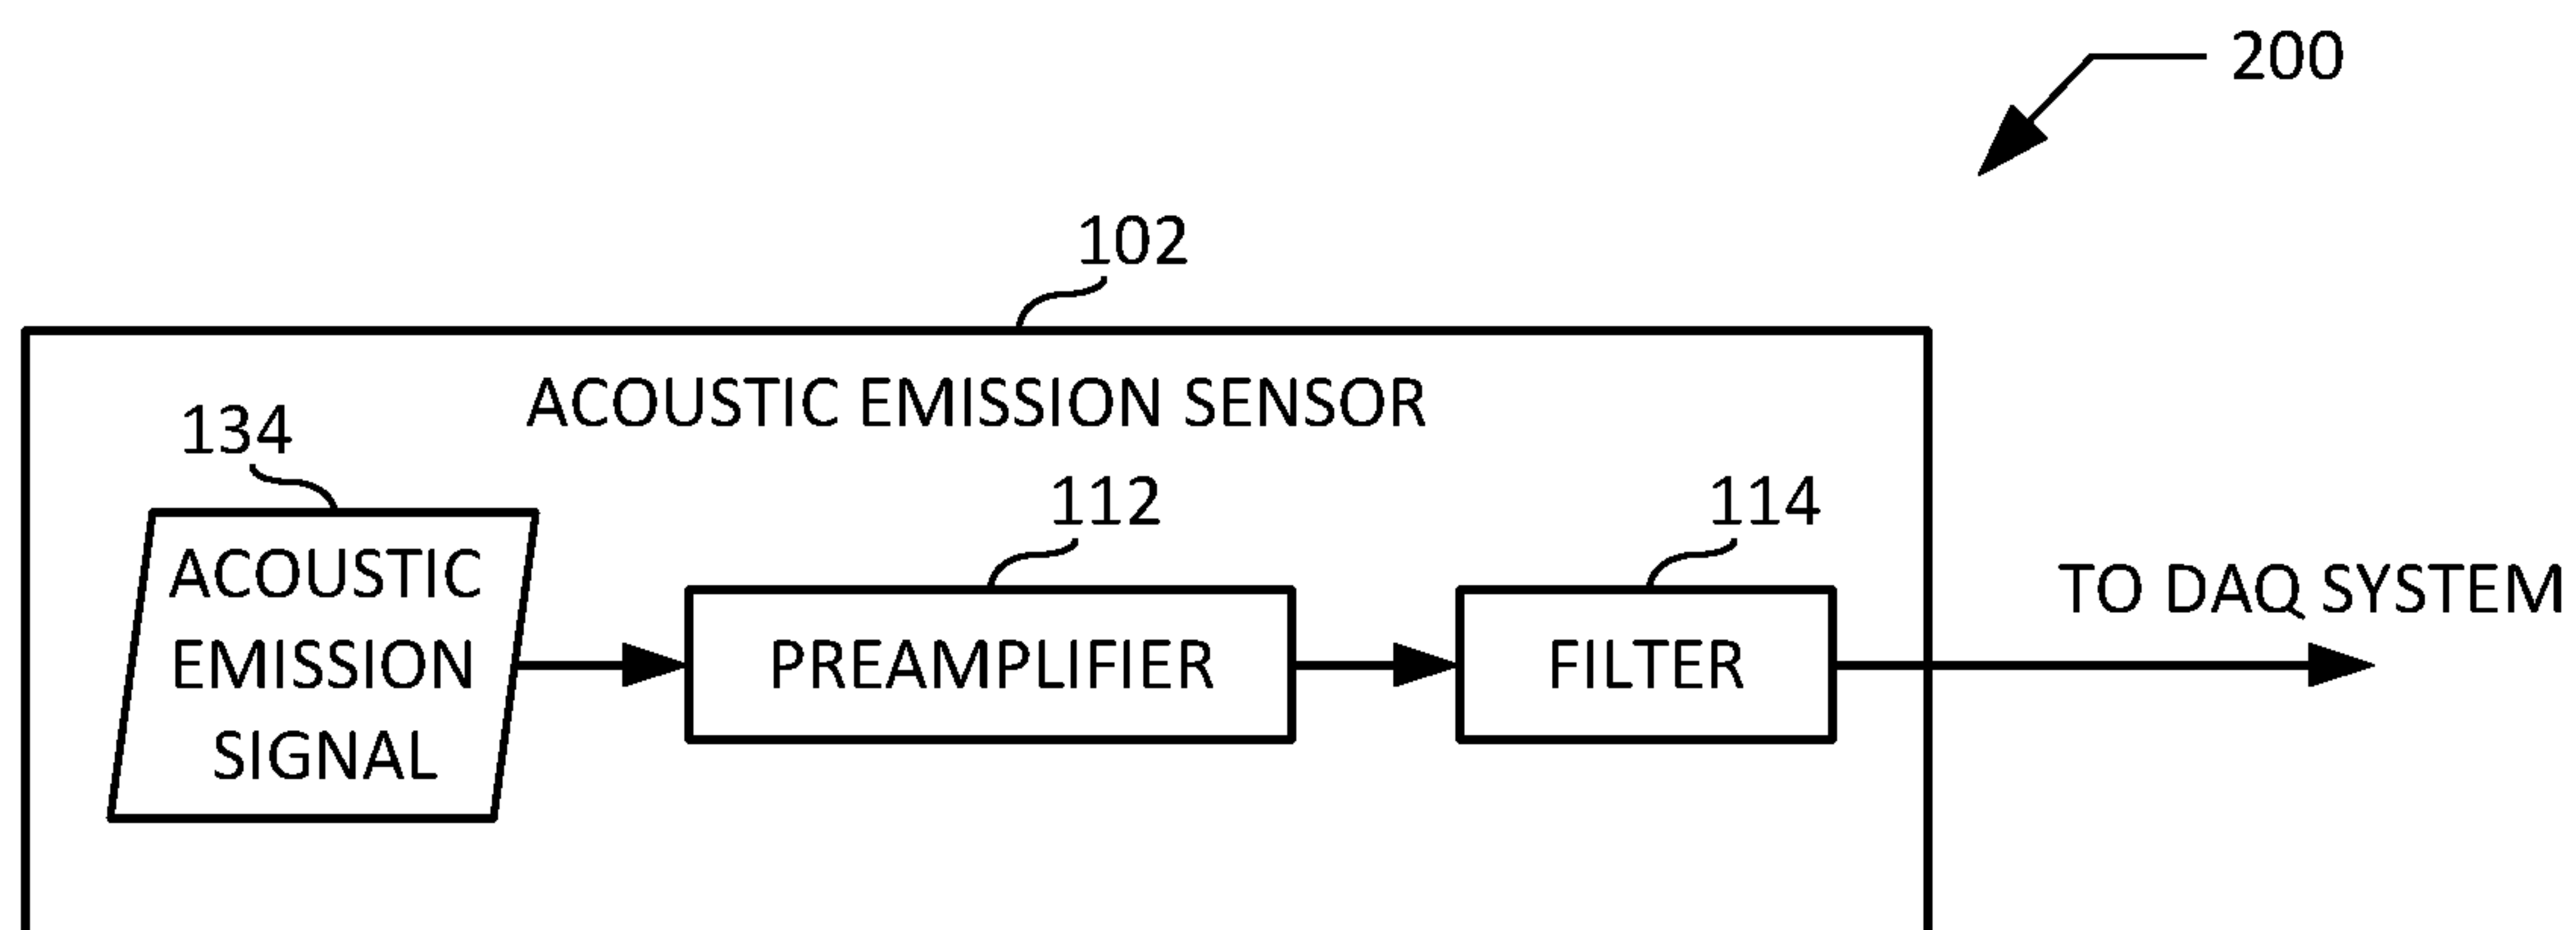 200
102
ACOUSTIC EMISSION SENSOR
134
ACOUSTIC
EMISSION
SIGNAL
112
PREAMPLIFIER
114
FILTER
TO DAQ SYSTEM